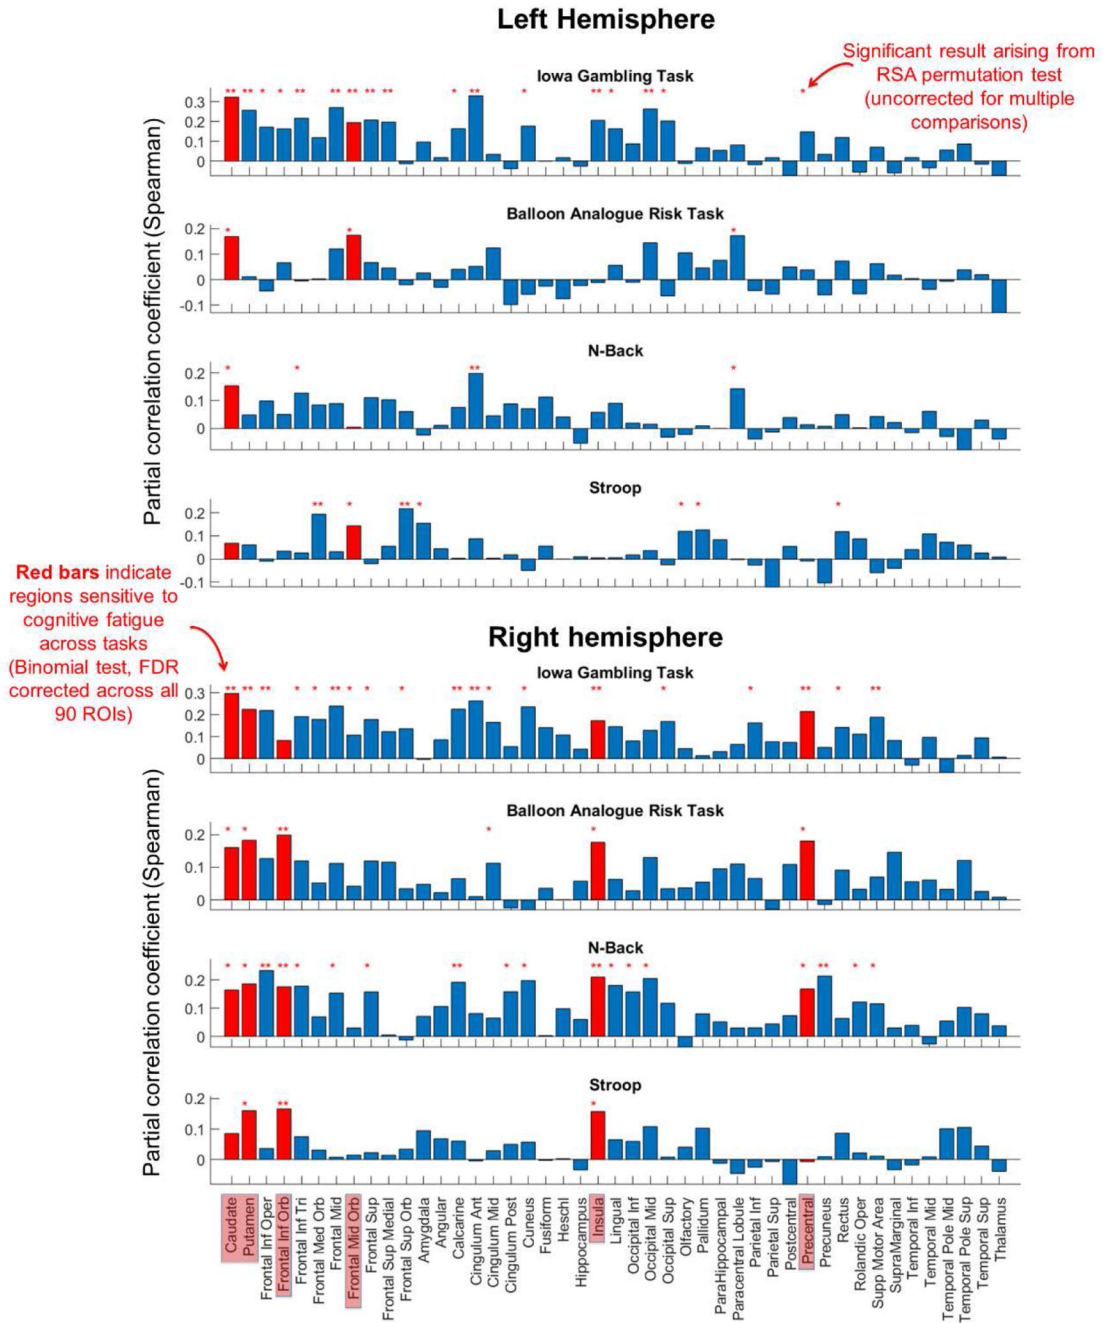 Left Hemisphere
Iowa Gambling Task
Significant result arising from
RSA permutation test
(uncorrected for multiple
comparisons)
** ** * * ** ** ** ** ** * ** * ** * ** * *
0.3
0.2
0.1
0
Balloon Analogue Risk Task
* * *
0.2
0.1
0
-0.1
N-Back
* * ** *
0.2
0.1
0
Stroop
** * ** * * * *
0.2
0.1
0
-0.1
Partial correlation coefficient (Spearman)
Red bars indicate
regions sensitive to
cognitive fatigue
across tasks
(Binomial test, FDR
corrected across all
90 ROIs)
Right hemisphere
Iowa Gambling Task
** ** ** * * ** * * * ** ** * * ** * * ** * **
0.3
0.2
0.1
0
Balloon Analogue Risk Task
* * ** * * *
0.2
0.1
0
N-Back
* * ** ** * * * ** * * ** * * * * ** * *
0.2
0.1
0
Stroop
* ** *
0.2
0.1
0
Partial correlation coefficient (Spearman)
Caudate
Putamen
Frontal Inf Oper
Frontal Inf Orb
Frontal Inf Tri
Frontal Med Orb
Frontal Mid
Frontal Mid Orb
Frontal Sup
Frontal Sup Medial
Frontal Sup Orb
Amygdala
Angular
Calcarine
Cingulum Ant
Cingulum Mid
Cingulum Post
Cuneus
Fusiform
Heschl
Hippocampus
Insula
Lingual
Occipital Inf
Occipital Mid
Occipital Sup
Olfactory
Pallidum
ParaHippocampal
Paracentral Lobule
Parietal Inf
Parietal Sup
Postcentral
Precentral
Precuneus
Rectus
Rolandic Oper
Supp Motor Area
SupraMarginal
Temporal Inf
Temporal Mid
Temporal Pole Mid
Temporal Pole Sup
Temporal Sup
Thalamus